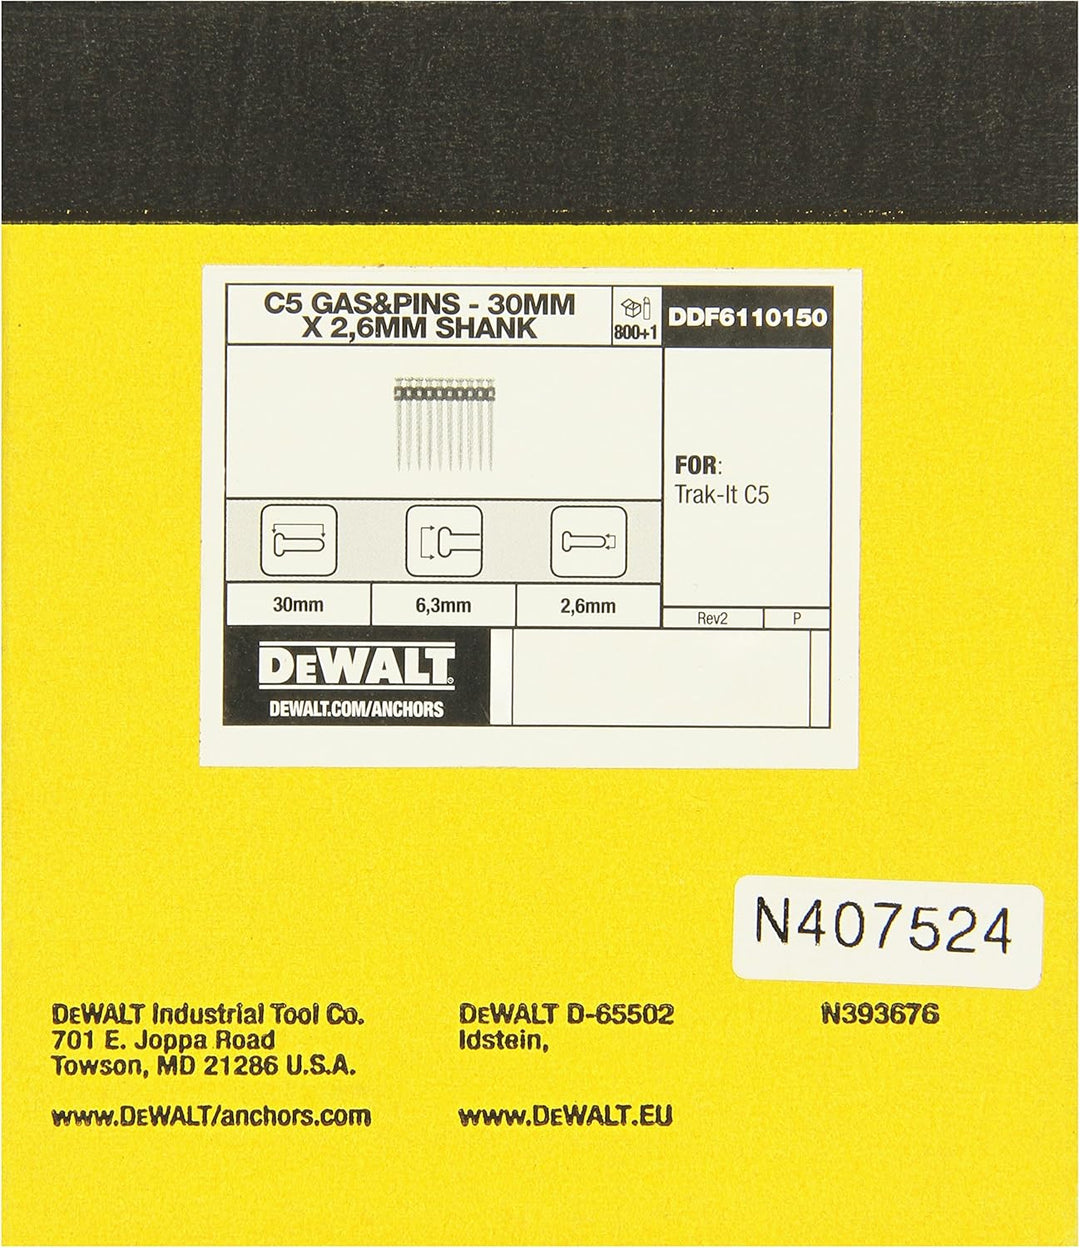 C5 GAS&PINS - 30MM
X 2,6MM SHANK
800+1
DDF6110150
FOR:
Trak-It C5
30mm
6,3mm
2,6mm
Rev2
P
DEWALT®
DEWALT.COM/ANCHORS
N407524
DEWALT Industrial Tool Co.
701 E. Joppa Road
Towson, MD 21286 U.S.A.
www.DEWALT/anchors.com
DEWALT D-65502
Idstein,
www.DEWALT.EU
N393676